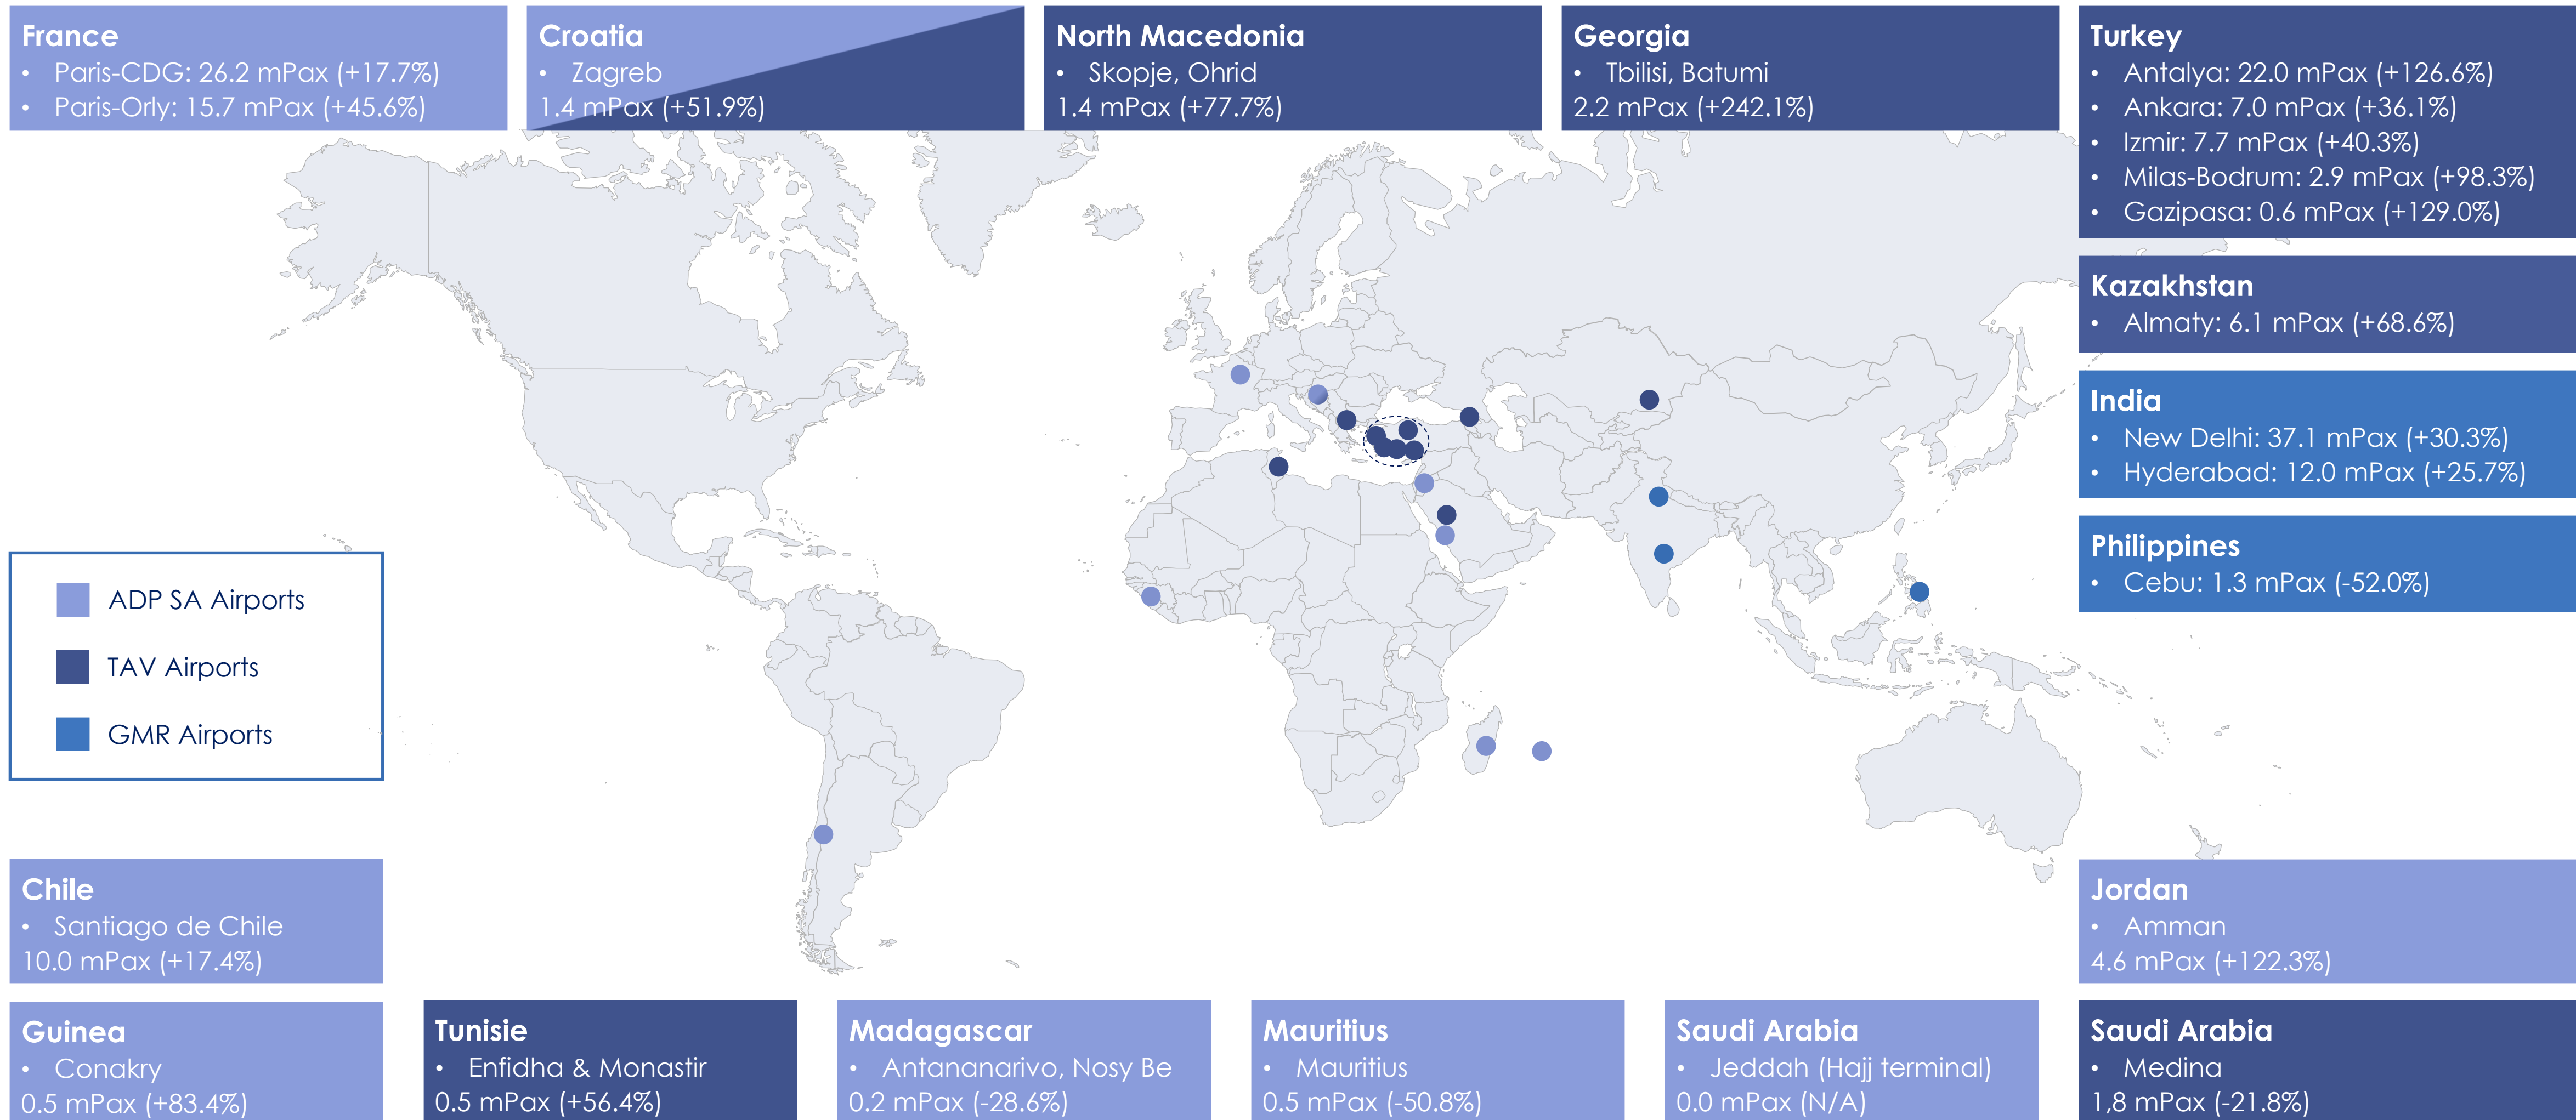 France
• Paris-CDG: 26.2 mPax (+17.7%)
• Paris-Orly: 15.7 mPax (+45.6%)
Croatia
• Zagreb
1.4 mPax (+51.9%)
North Macedonia
• Skopje, Ohrid
1.4 mPax (+77.7%)
Georgia
• Tbilisi, Batumi
2.2 mPax (+242.1%)
Turkey
• Antalya: 22.0 mPax (+126.6%)
• Ankara: 7.0 mPax (+36.1%)
• Izmir: 7.7 mPax (+40.3%)
• Milas-Bodrum: 2.9 mPax (+98.3%)
• Gazipasa: 0.6 mPax (+129.0%)
Kazakhstan
• Almaty: 6.1 mPax (+68.6%)
India
• New Delhi: 37.1 mPax (+30.3%)
• Hyderabad: 12.0 mPax (+25.7%)
Philippines
• Cebu: 1.3 mPax (-52.0%)
ADP SA Airports
TAV Airports
GMR Airports
Chile
• Santiago de Chile
10.0 mPax (+17.4%)
Jordan
• Amman
4.6 mPax (+122.3%)
Guinea
• Conakry
0.5 mPax (+83.4%)
Tunisie
• Enfidha & Monastir
0.5 mPax (+56.4%)
Madagascar
• Antananarivo, Nosy Be
0.2 mPax (-28.6%)
Mauritius
• Mauritius
0.5 mPax (-50.8%)
Saudi Arabia
• Jeddah (Hajj terminal)
0.0 mPax (N/A)
Saudi Arabia
• Medina
1,8 mPax (-21.8%)